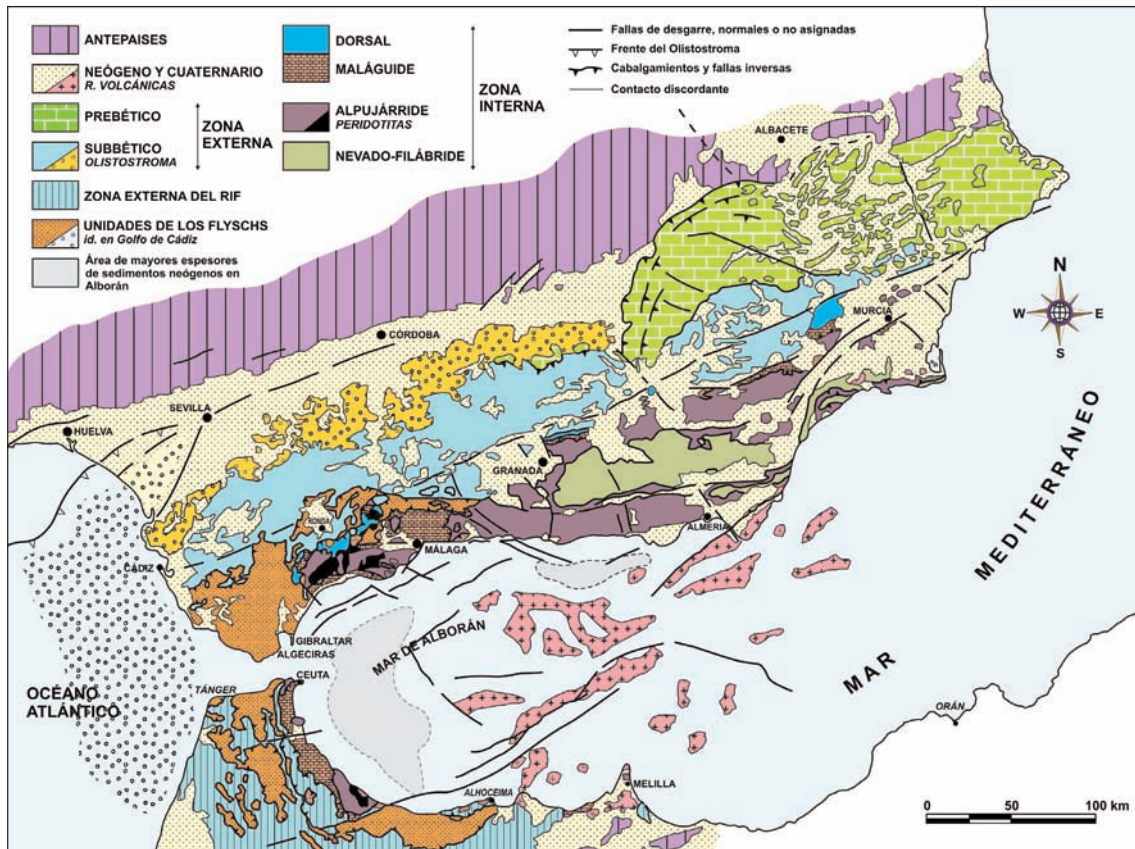 ANTEPAISES
NEÓGENO Y CUATERNARIO
R. VOLCÁNICAS
PREBÉTICO
SUBBÉTICO
OLISTOSTROMA
ZONA
EXTERNA
ZONA EXTERNA DEL RIF
UNIDADES DE LOS FLYSCHS
id. en Golfo de Cádiz
Área de mayores espesores
de sedimentos neógenos en
Alborán
DORSAL
MALÁGUIDE
ALPUJÁRRIDE
PERIDOTITAS
NEVADO-FILÁBRIDE
ZONA
INTERNA
Fallas de desgarre, normales o no asignadas
Frente del Olistostroma
Cabalgamientos y fallas inversas
Contacto discordante
ALBACETE
N
W
E
S
MURCIA
CÓRDOBA
SEVILLA
HUELVA
GRANADA
ALMERIA
RONDA
MÁLAGA
CÁDIZ
GIBRALTAR
ALGECIRAS
CEUTA
TÁNGER
OCÉANO
ATLÁNTICO
MAR DE ALBORÁN
MAR
MEDITERRÁNEO
ORÁN
MELILLA
ALHOCEIMA
0
50
100 km